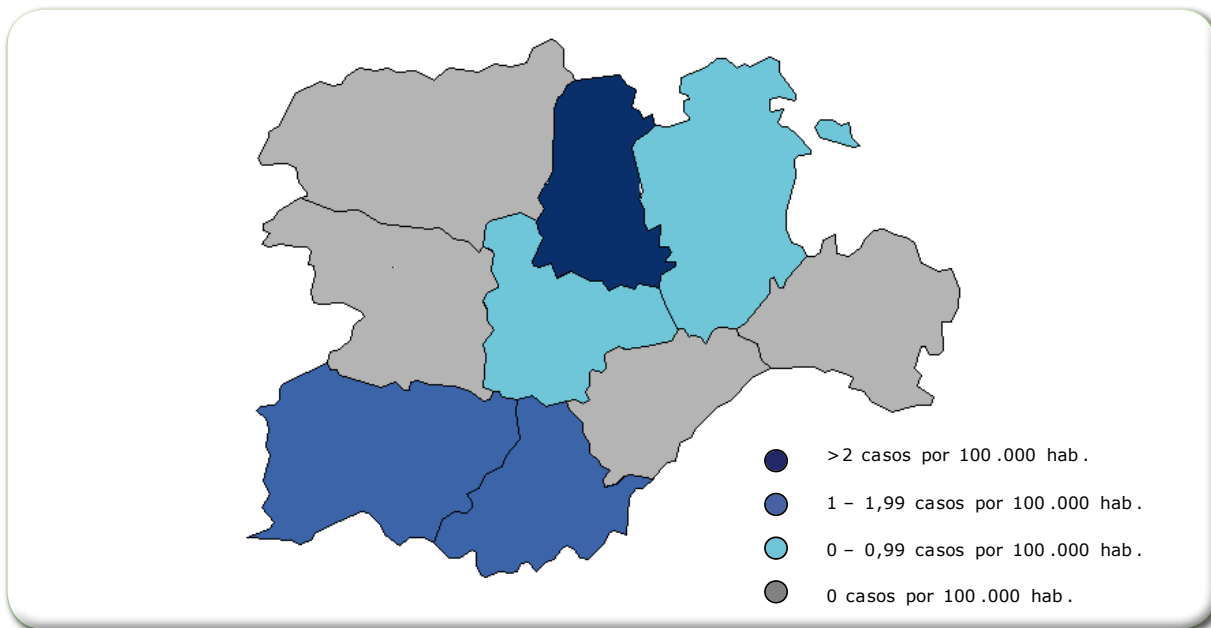 >2 casos por 100.000 hab.
1 – 1,99 casos por 100.000 hab.
0 – 0,99 casos por 100.000 hab.
0 casos por 100.000 hab.